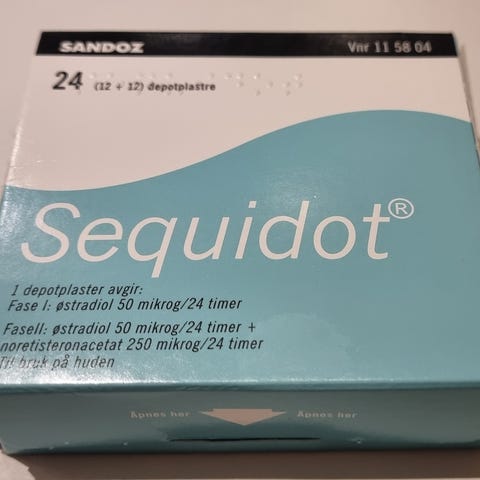 SANDOZ
Vnr 11 58 04
24 (12 + 12) depotplastre
Sequidot®
1 depotplaster avgir:
Fase I: østradiol 50 mikrog/24 timer
FaseII: østradiol 50 mikrog/24 timer +
noretisteronacetat 250 mikrog/24 timer
Til bruk på huden
Åpnes her
Åpnes her